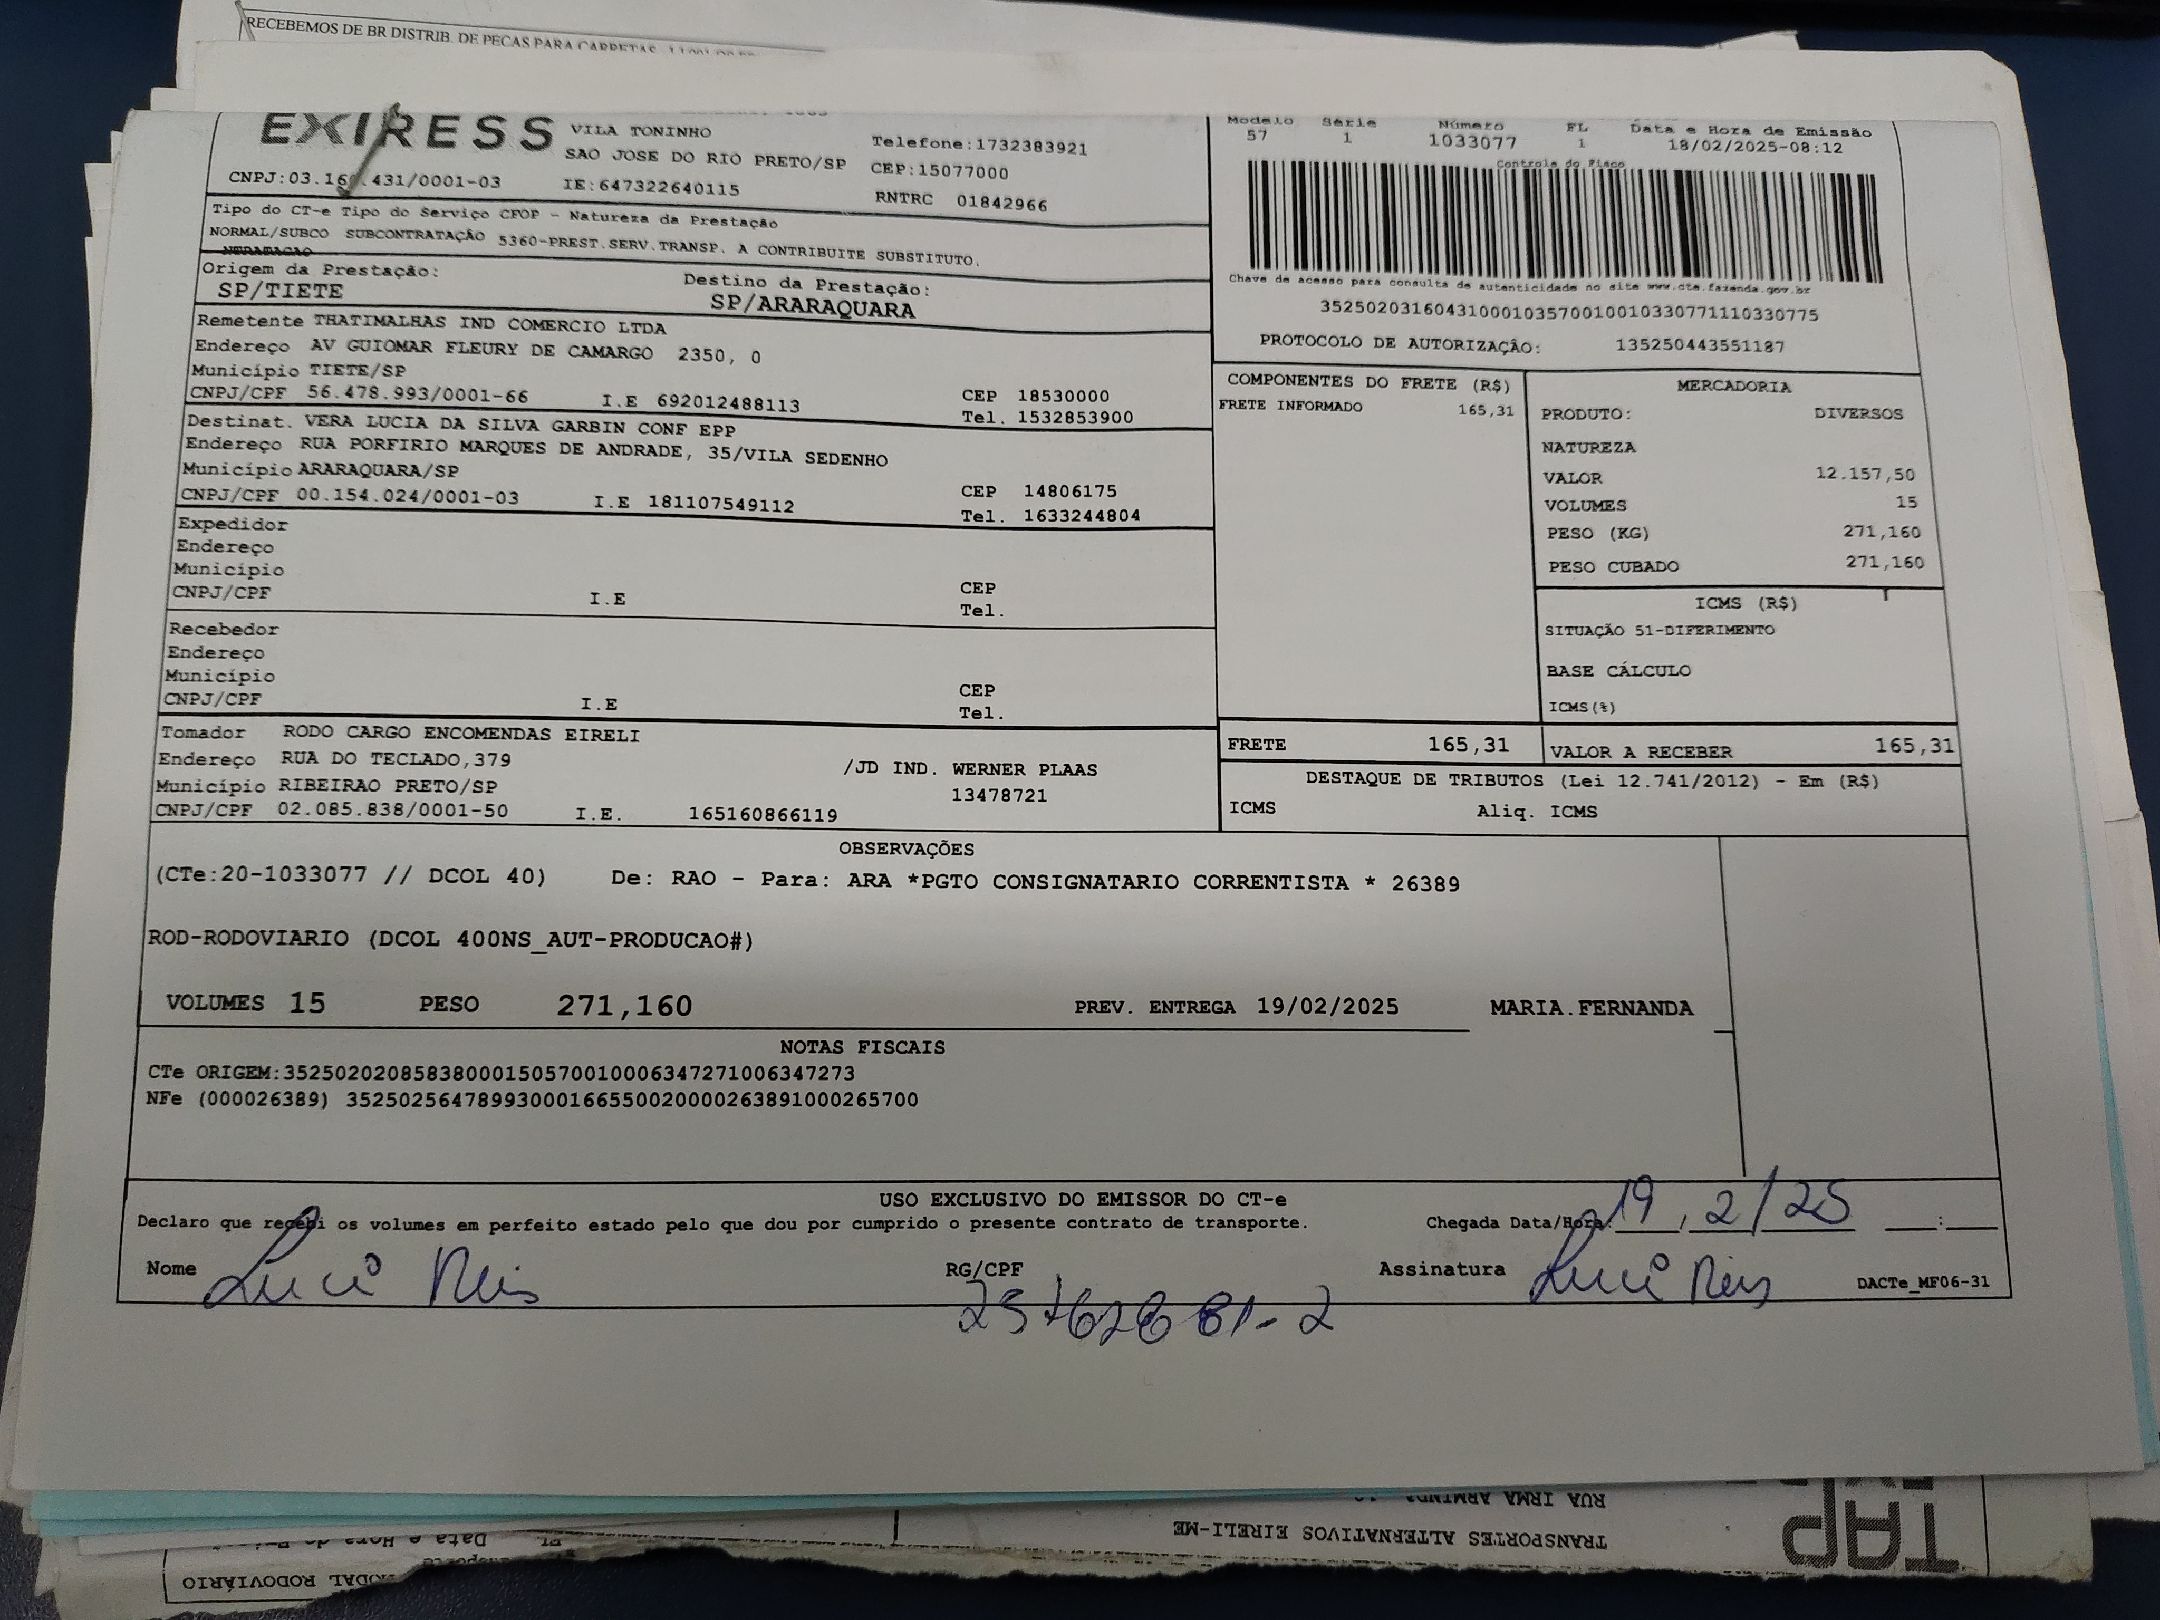 RECEBEMOS DE BR DISTRIB. DE PECAS PARA CARRETAS
EXPRESS
VILA TONINHO
SAO JOSE DO RIO PRETO/SP
Telefone:1732383921
CEP:15077000
CNPJ:03.160.431/0001-03 IE:647322640115 RNTRC 01842966
Modelo Série Número FL Data e Hora de Emissão
57 1 1033077 1 18/02/2025-08:12
Controle do Fisco
Chave de acesso para consulta de autenticidade no site www.cte.fazenda.gov.br
35250203160431000103570010010330771110330775
PROTOCOLO DE AUTORIZAÇÃO: 135250443551187
Tipo do CT-e Tipo do Serviço CFOP - Natureza da Prestação
NORMAL/SUBCO SUBCONTRATAÇÃO 5360-PREST.SERV.TRANSP. A CONTRIBUITE SUBSTITUTO.
Origem da Prestação: Destino da Prestação:
SP/TIETE SP/ARARAQUARA
Remetente THATIMALHAS IND COMERCIO LTDA
Endereço AV GUIOMAR FLEURY DE CAMARGO 2350, 0
Município TIETE/SP CEP 18530000
CNPJ/CPF 56.478.993/0001-66 I.E 692012488113 Tel. 1532853900
Destinat. VERA LUCIA DA SILVA GARBIN CONF EPP
Endereço RUA PORFIRIO MARQUES DE ANDRADE, 35/VILA SEDENHO
Município ARARAQUARA/SP CEP 14806175
CNPJ/CPF 00.154.024/0001-03 I.E 181107549112 Tel. 1633244804
Expedidor
Endereço
Município CEP
CNPJ/CPF I.E Tel.
Recebedor
Endereço
Município CEP
CNPJ/CPF I.E Tel.
Tomador RODO CARGO ENCOMENDAS EIRELI
Endereço RUA DO TECLADO,379 /JD IND. WERNER PLAAS
Município RIBEIRAO PRETO/SP 13478721
CNPJ/CPF 02.085.838/0001-50 I.E. 165160866119
COMPONENTES DO FRETE (R$)
FRETE INFORMADO 165,31
MERCADORIA
PRODUTO: DIVERSOS
NATUREZA
VALOR 12.157,50
VOLUMES 15
PESO (KG) 271,160
PESO CUBADO 271,160
ICMS (R$)
SITUAÇÃO 51-DIFERIMENTO
BASE CÁLCULO
ICMS(%)
FRETE 165,31 VALOR A RECEBER 165,31
DESTAQUE DE TRIBUTOS (Lei 12.741/2012) - Em (R$)
ICMS Aliq. ICMS
OBSERVAÇÕES
(CTe:20-1033077 // DCOL 40) De: RAO - Para: ARA *PGTO CONSIGNATARIO CORRENTISTA * 26389
ROD-RODOVIARIO (DCOL 400NS_AUT-PRODUCAO#)
VOLUMES 15 PESO 271,160 PREV. ENTREGA 19/02/2025 MARIA.FERNANDA
NOTAS FISCAIS
CTe ORIGEM:35250202085838000150570010006347271006347273
NFe (000026389) 35250256478993000166550020000263891000265700
USO EXCLUSIVO DO EMISSOR DO CT-e
Declaro que recebi os volumes em perfeito estado pelo que dou por cumprido o presente contrato de transporte. Chegada Data/Hora: 19/2/25 __:__
Nome RG/CPF Assinatura DACTe_MF06-31
TAP
RUA IRMA
TRANSPORTES ALTERNATIVOS EIRELI-ME
FL Data e Hora de
RODOVIÁRIO